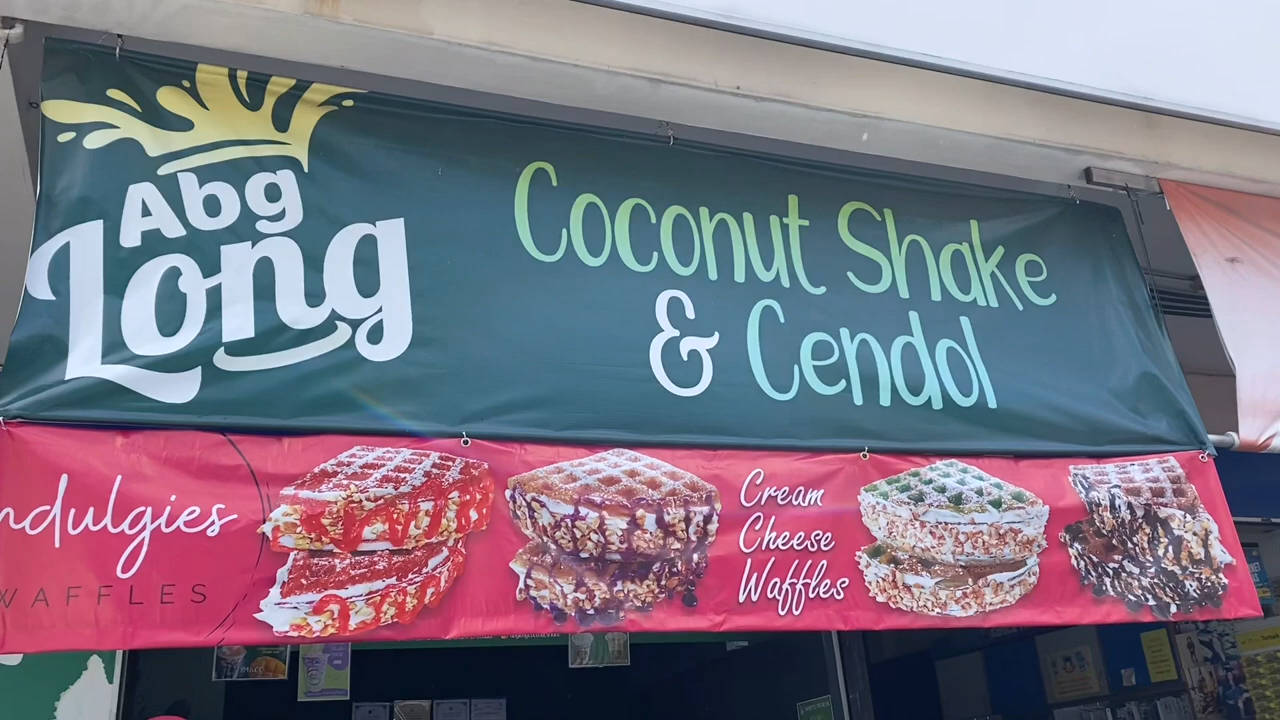 Abg
Long
Coconut Shake
& Cendol
ndulgies
WAFFLES
Cream
Cheese
Waffles